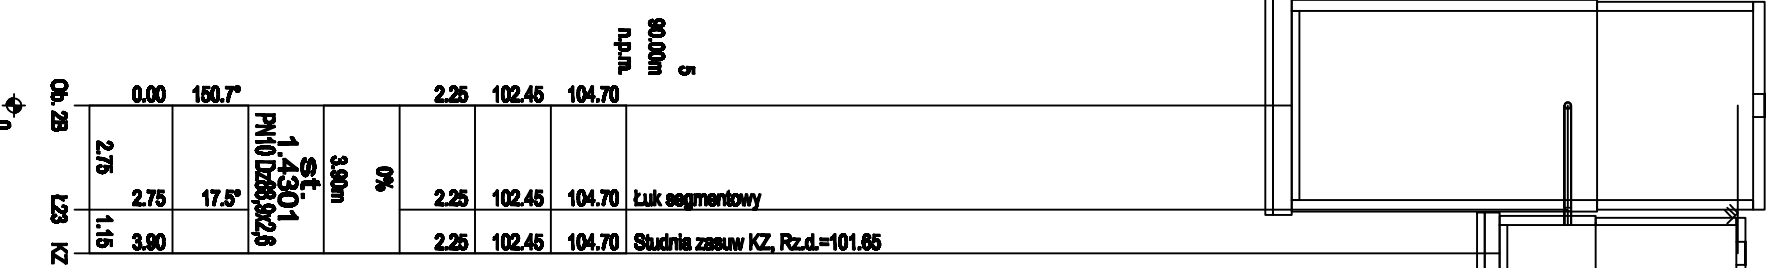 90.00m
n.p.m.
5
Ob. 2B
0.00 150.7° 2.25 102.45 104.70
2.75
PN10 Dz88,9x2,6
1.4301
st.
3.90m
0%
Ł23
2.75 17.5° 2.25 102.45 104.70 Łuk segmentowy
1.15
KZ
3.90 2.25 102.45 104.70 Studnia zasuw KZ, Rz.d.=101.65